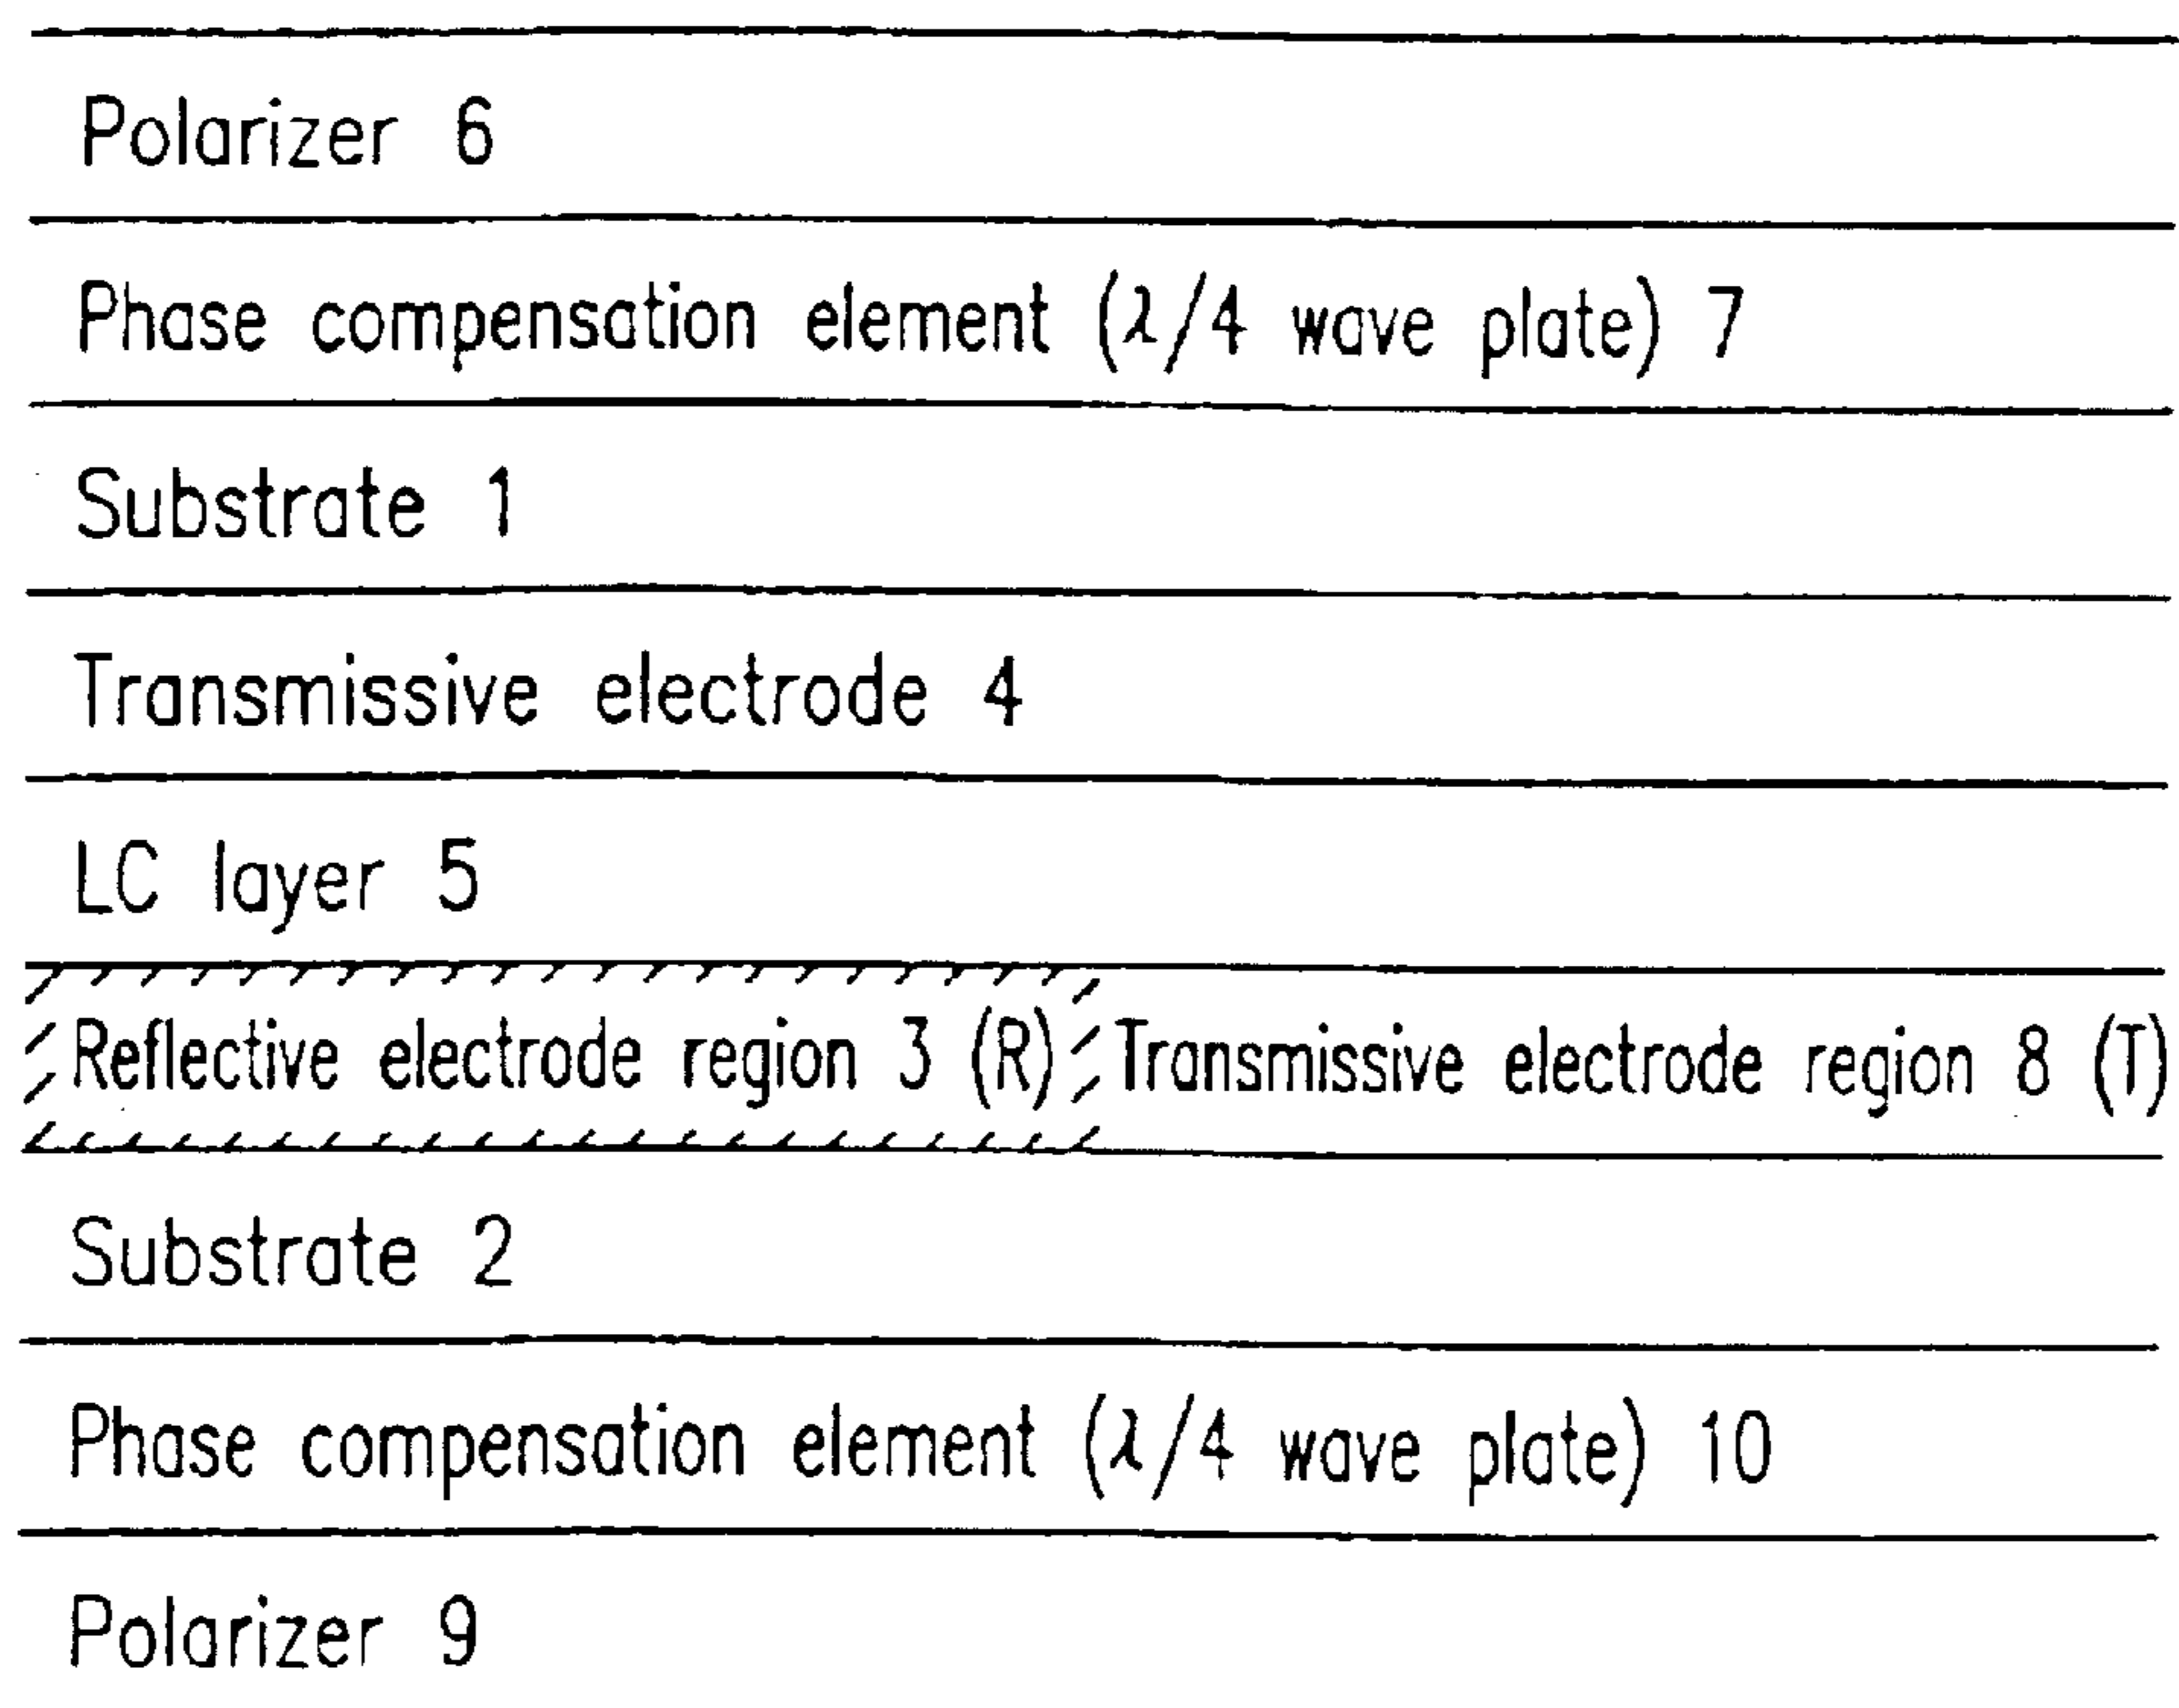 Polarizer 6
Phase compensation element (λ/4 wave plate) 7
Substrate 1
Transmissive electrode 4
LC layer 5
Reflective electrode region 3 (R) Transmissive electrode region 8 (T)
Substrate 2
Phase compensation element (λ/4 wave plate) 10
Polarizer 9